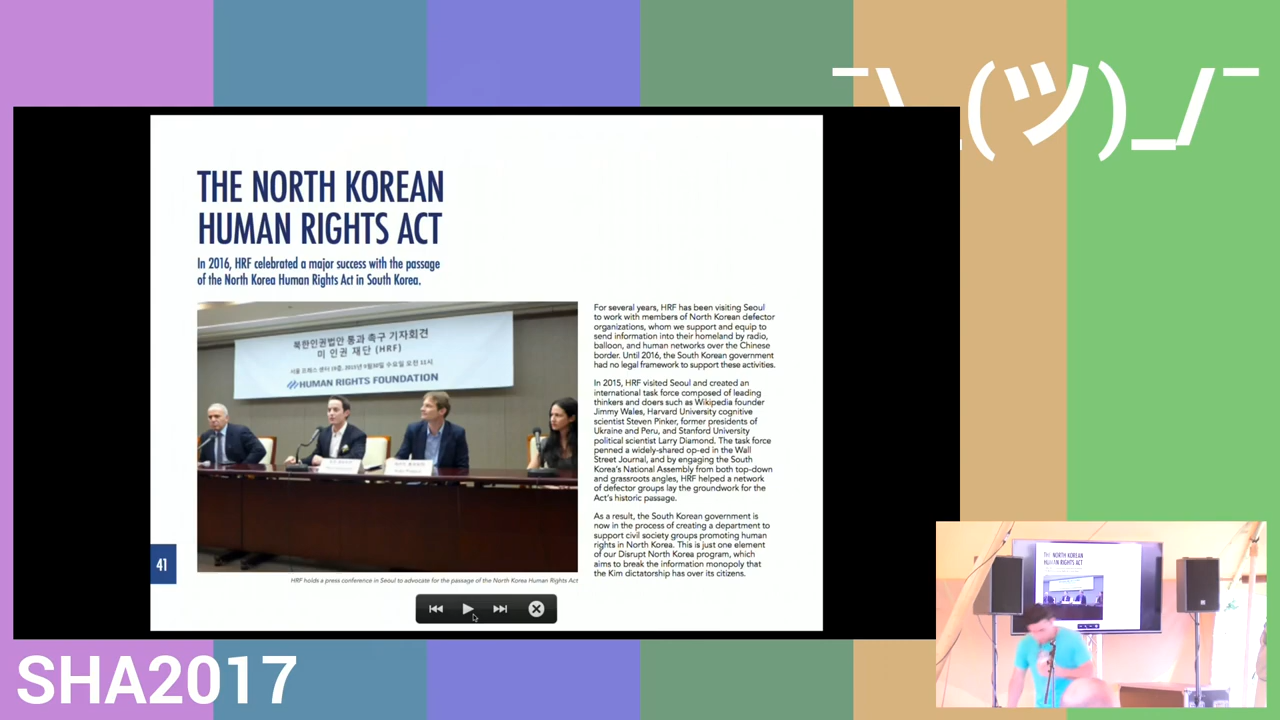 ¯\_(ツ)_/¯
THE NORTH KOREAN
HUMAN RIGHTS ACT
In 2016, HRF celebrated a major success with the passage
of the North Korea Human Rights Act in South Korea.
북한인권법안 통과 촉구 기자회견
미 인권 재단 (HRF)
HUMAN RIGHTS FOUNDATION
For several years, HRF has been visiting Seoul
to work with members of North Korean defector
organizations, whom we support and equip to
send information into their homeland by radio,
balloon, and human networks over the Chinese
border. Until 2016, the South Korean government
had no legal framework to support these activities.
In 2015, HRF visited Seoul and created an
international task force composed of leading
thinkers and doers such as Wikipedia founder
Jimmy Wales, Harvard University cognitive
scientist Steven Pinker, former presidents of
Ukraine and Peru, and Stanford University
political scientist Larry Diamond. The task force
penned a widely-shared op-ed in the Wall
Street Journal, and by engaging the South
Korea's National Assembly from both top-down
and grassroots angles, HRF helped a network
of defector groups lay the groundwork for the
Act's historic passage.
As a result, the South Korean government is
now in the process of creating a department to
support civil society groups promoting human
rights in North Korea. This is just one element
of our Disrupt North Korea program, which
aims to break the information monopoly that
the Kim dictatorship has over its citizens.
41
HRF holds a press conference in Seoul to advocate for the passage of the North Korea Human Rights Act
THE NORTH KOREAN
HUMAN RIGHTS ACT
SHA2017